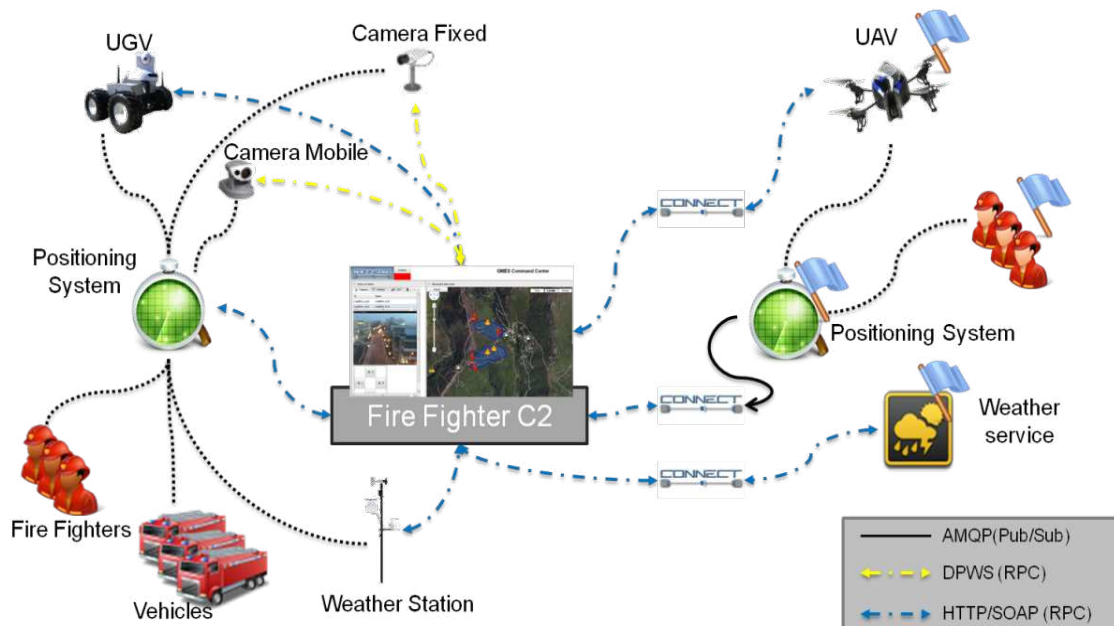 UGV
Camera Fixed
UAV
Camera Mobile
CONNECT
Positioning
System
GMES Command Center
Positioning System
Fire Fighter C2
CONNECT
Weather
service
CONNECT
Fire Fighters
Vehicles
Weather Station
AMQP(Pub/Sub)
DPWS (RPC)
HTTP/SOAP (RPC)